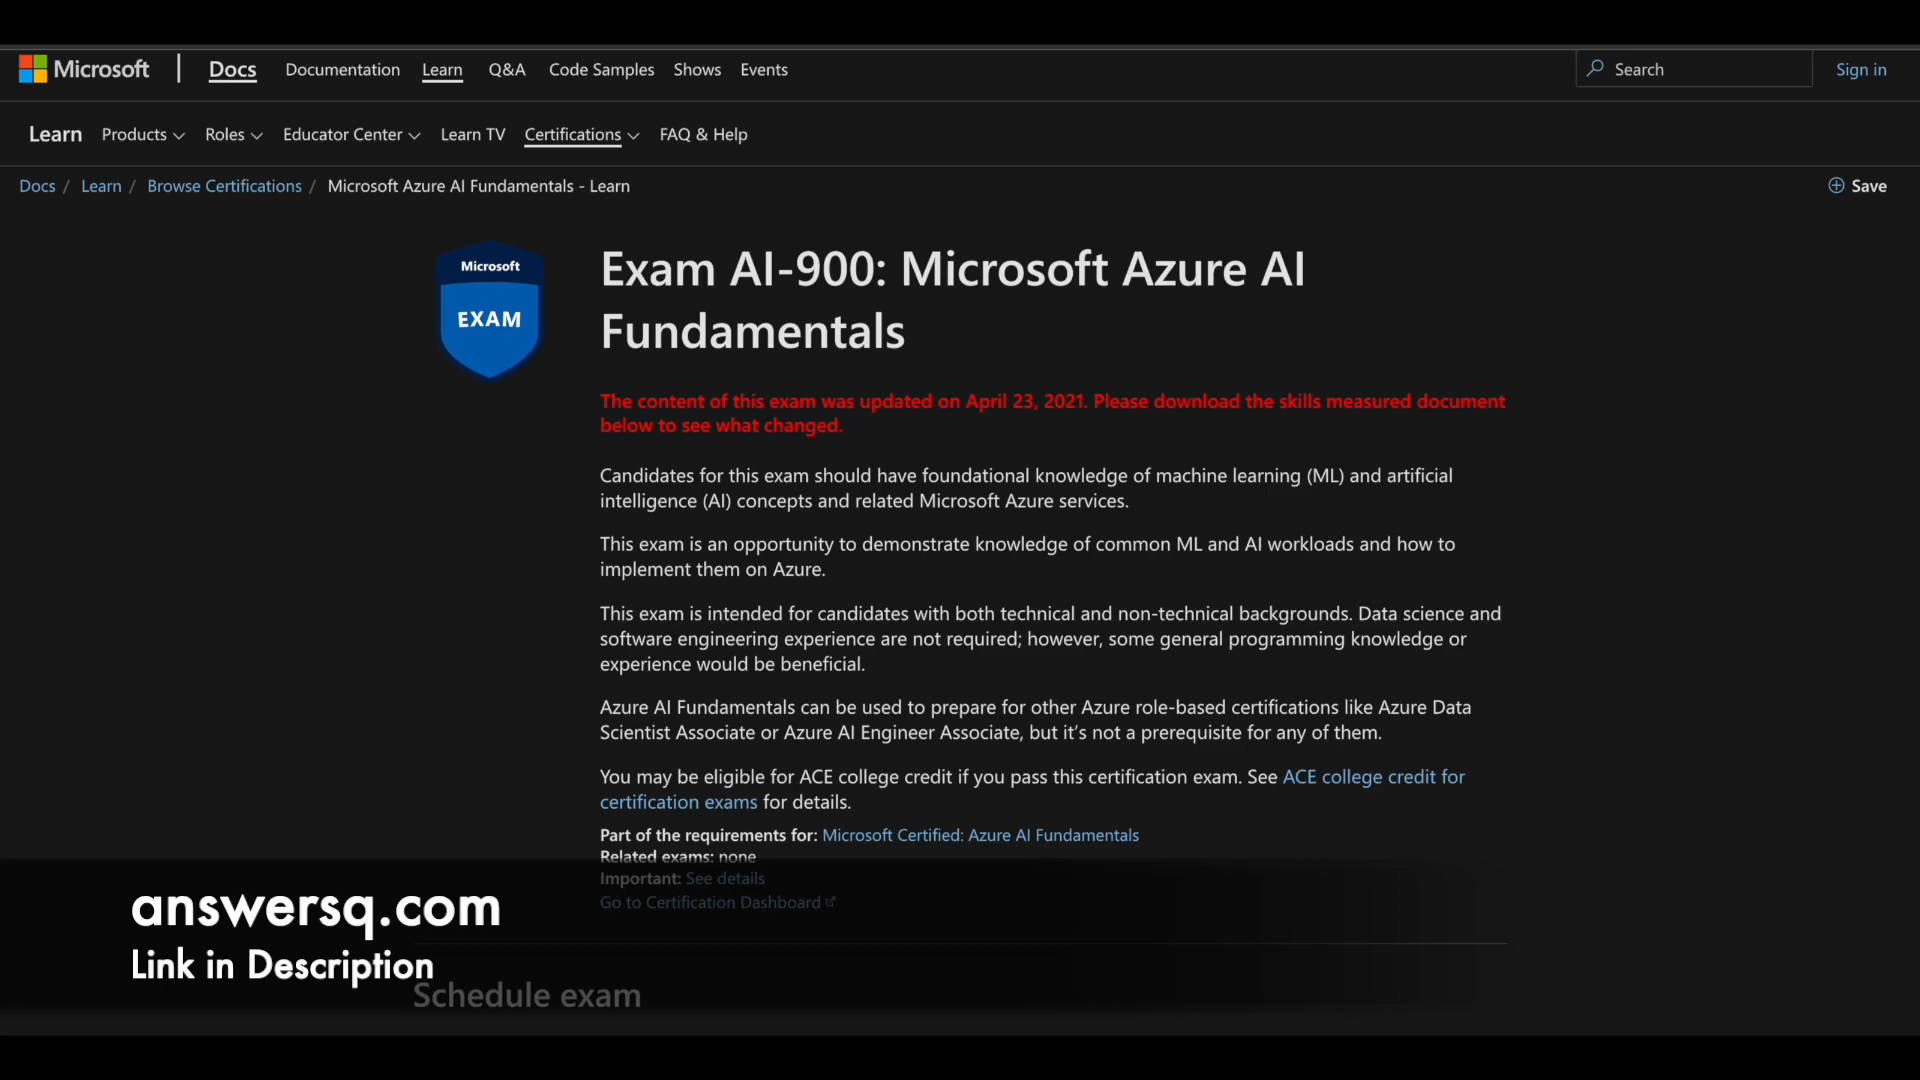 Microsoft | Docs Documentation Learn Q&A Code Samples Shows Events Search Sign in
Learn Products Roles Educator Center Learn TV Certifications FAQ & Help
Docs / Learn / Browse Certifications / Microsoft Azure AI Fundamentals - Learn Save
Microsoft
EXAM
Exam AI-900: Microsoft Azure AI
Fundamentals
The content of this exam was updated on April 23, 2021. Please download the skills measured document
below to see what changed.
Candidates for this exam should have foundational knowledge of machine learning (ML) and artificial
intelligence (AI) concepts and related Microsoft Azure services.
This exam is an opportunity to demonstrate knowledge of common ML and AI workloads and how to
implement them on Azure.
This exam is intended for candidates with both technical and non-technical backgrounds. Data science and
software engineering experience are not required; however, some general programming knowledge or
experience would be beneficial.
Azure AI Fundamentals can be used to prepare for other Azure role-based certifications like Azure Data
Scientist Associate or Azure AI Engineer Associate, but it’s not a prerequisite for any of them.
You may be eligible for ACE college credit if you pass this certification exam. See ACE college credit for
certification exams for details.
Part of the requirements for: Microsoft Certified: Azure AI Fundamentals
Related exams: none
Important: See details
Go to Certification Dashboard
answersq.com
Link in Description
Schedule exam